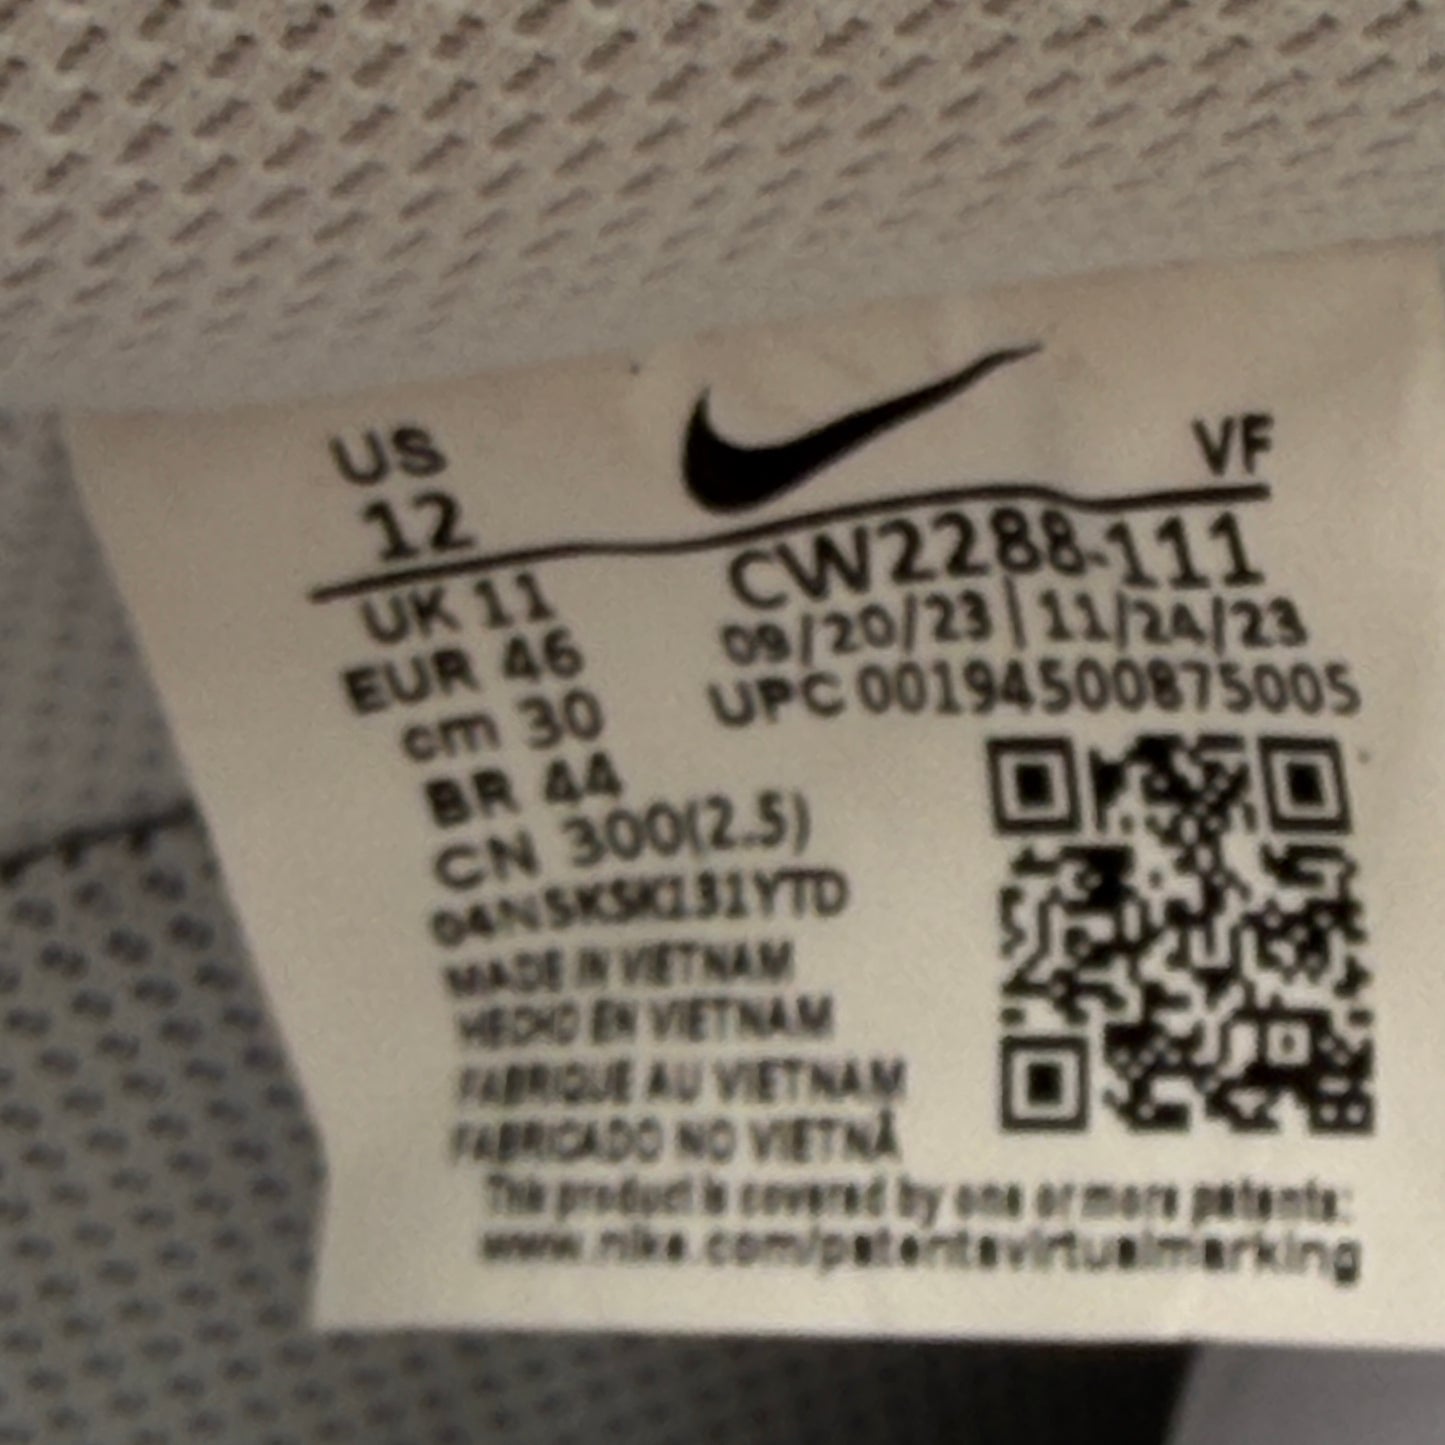 US
12
VF
CW2288-111
09/20/23 | 11/24/23
UPC 00194500875005
UK 11
EUR 46
cm 30
BR 44
CN 300(2.5)
04NSKSK131YTD
MADE IN VIETNAM
HECHO EN VIETNAM
FABRIQUE AU VIETNAM
FABRICADO NO VIETNÃ
This product is covered by one or more patents:
www.nike.com/patentsvirtualmarking